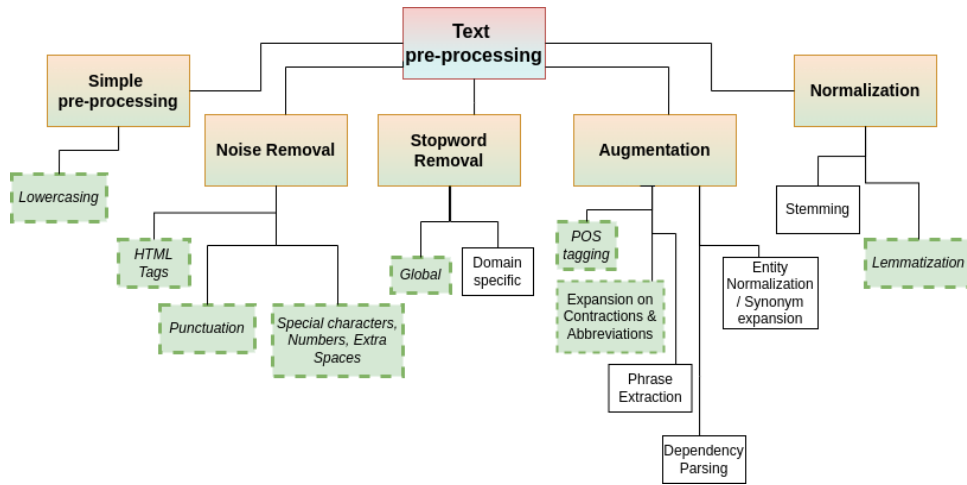 Text
pre-processing
Simple
pre-processing
Normalization
Noise Removal
Stopword
Removal
Augmentation
Lowercasing
Stemming
HTML
Tags
Global
Domain
specific
POS
tagging
Entity
Normalization
/ Synonym
expansion
Lemmatization
Punctuation
Special characters,
Numbers, Extra
Spaces
Expansion on
Contractions &
Abbreviations
Phrase
Extraction
Dependency
Parsing